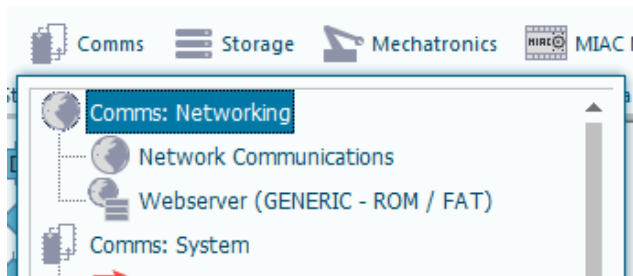 Comms Storage Mechatronics MIAC
Comms: Networking
Network Communications
Webserver (GENERIC - ROM / FAT)
Comms: System